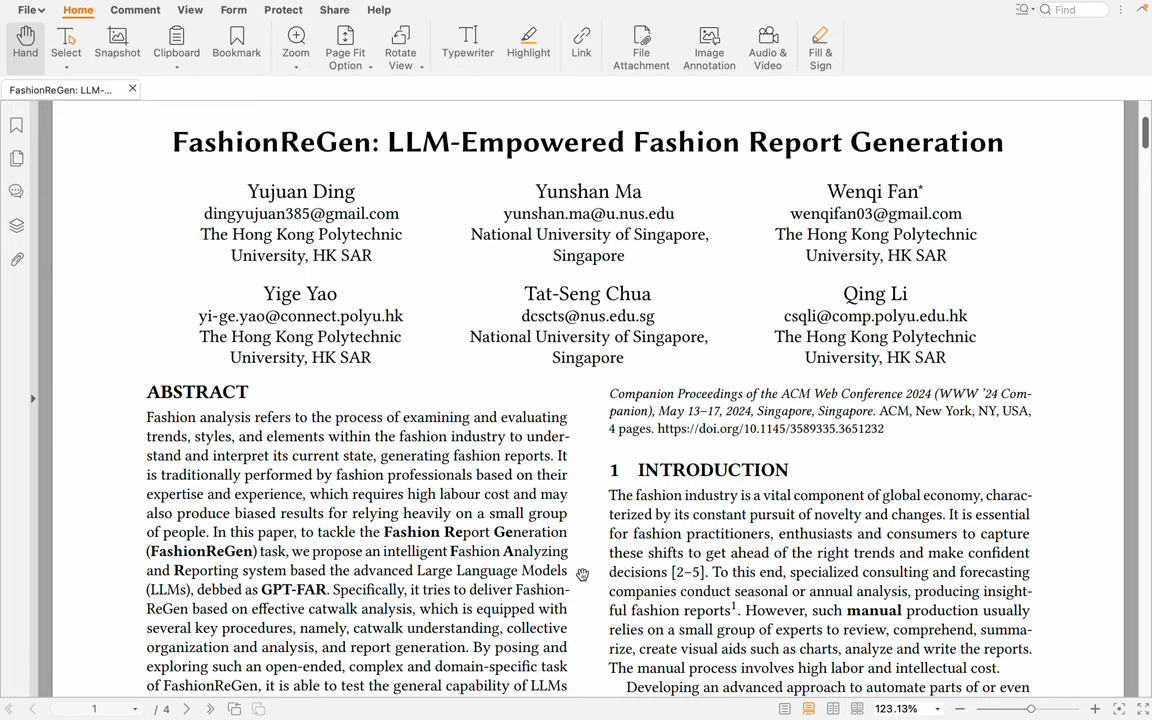 File Home Comment View Form Protect Share Help Find
Hand Select Snapshot Clipboard Bookmark Zoom Page Fit Option Rotate View Typewriter Highlight Link File Attachment Image Annotation Audio & Video Fill & Sign
FashionReGen: LLM-...
FashionReGen: LLM-Empowered Fashion Report Generation
Yujuan Ding
dingyujuan385@gmail.com
The Hong Kong Polytechnic
University, HK SAR
Yunshan Ma
yunshan.ma@u.nus.edu
National University of Singapore,
Singapore
Wenqi Fan*
wenqifan03@gmail.com
The Hong Kong Polytechnic
University, HK SAR
Yige Yao
yi-ge.yao@connect.polyu.hk
The Hong Kong Polytechnic
University, HK SAR
Tat-Seng Chua
dcscts@nus.edu.sg
National University of Singapore,
Singapore
Qing Li
csqli@comp.polyu.edu.hk
The Hong Kong Polytechnic
University, HK SAR
ABSTRACT
Fashion analysis refers to the process of examining and evaluating
trends, styles, and elements within the fashion industry to under-
stand and interpret its current state, generating fashion reports. It
is traditionally performed by fashion professionals based on their
expertise and experience, which requires high labour cost and may
also produce biased results for relying heavily on a small group
of people. In this paper, to tackle the Fashion Report Generation
(FashionReGen) task, we propose an intelligent Fashion Analyzing
and Reporting system based the advanced Large Language Models
(LLMs), debbed as GPT-FAR. Specifically, it tries to deliver Fashion-
ReGen based on effective catwalk analysis, which is equipped with
several key procedures, namely, catwalk understanding, collective
organization and analysis, and report generation. By posing and
exploring such an open-ended, complex and domain-specific task
of FashionReGen, it is able to test the general capability of LLMs
Companion Proceedings of the ACM Web Conference 2024 (WWW '24 Com-
panion), May 13–17, 2024, Singapore, Singapore. ACM, New York, NY, USA,
4 pages. https://doi.org/10.1145/3589335.3651232
1 INTRODUCTION
The fashion industry is a vital component of global economy, charac-
terized by its constant pursuit of novelty and changes. It is essential
for fashion practitioners, enthusiasts and consumers to capture
these shifts to get ahead of the right trends and make confident
decisions [2–5]. To this end, specialized consulting and forecasting
companies conduct seasonal or annual analysis, producing insight-
ful fashion reports¹. However, such manual production usually
relies on a small group of experts to review, comprehend, summa-
rize, create visual aids such as charts, analyze and write the reports.
The manual process involves high labor and intellectual cost.
Developing an advanced approach to automate parts of or even
1 / 4 123.13%